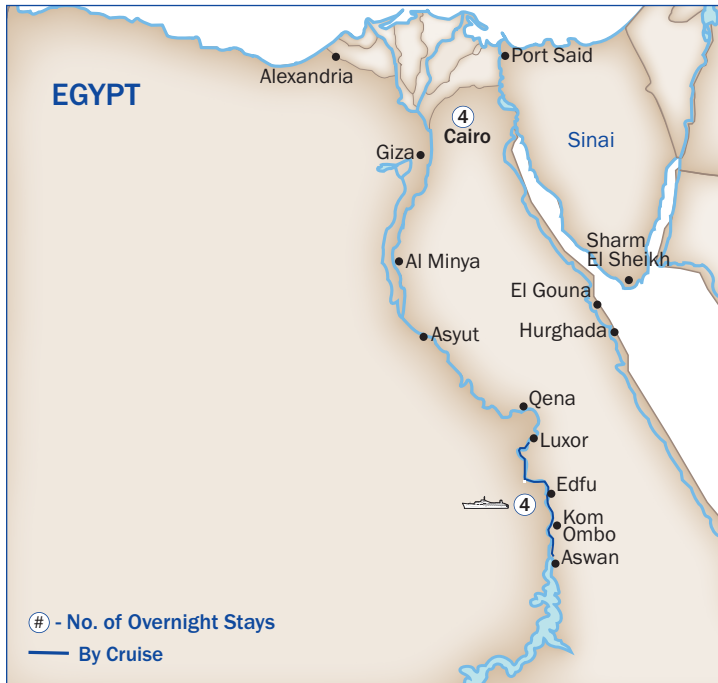 Alexandria
Port Said
EGYPT
4
Cairo
Sinai
Giza
Sharm
El Sheikh
Al Minya
El Gouna
Hurghada
Asyut
Qena
Luxor
Edfu
4
Kom
Ombo
Aswan
# - No. of Overnight Stays
By Cruise